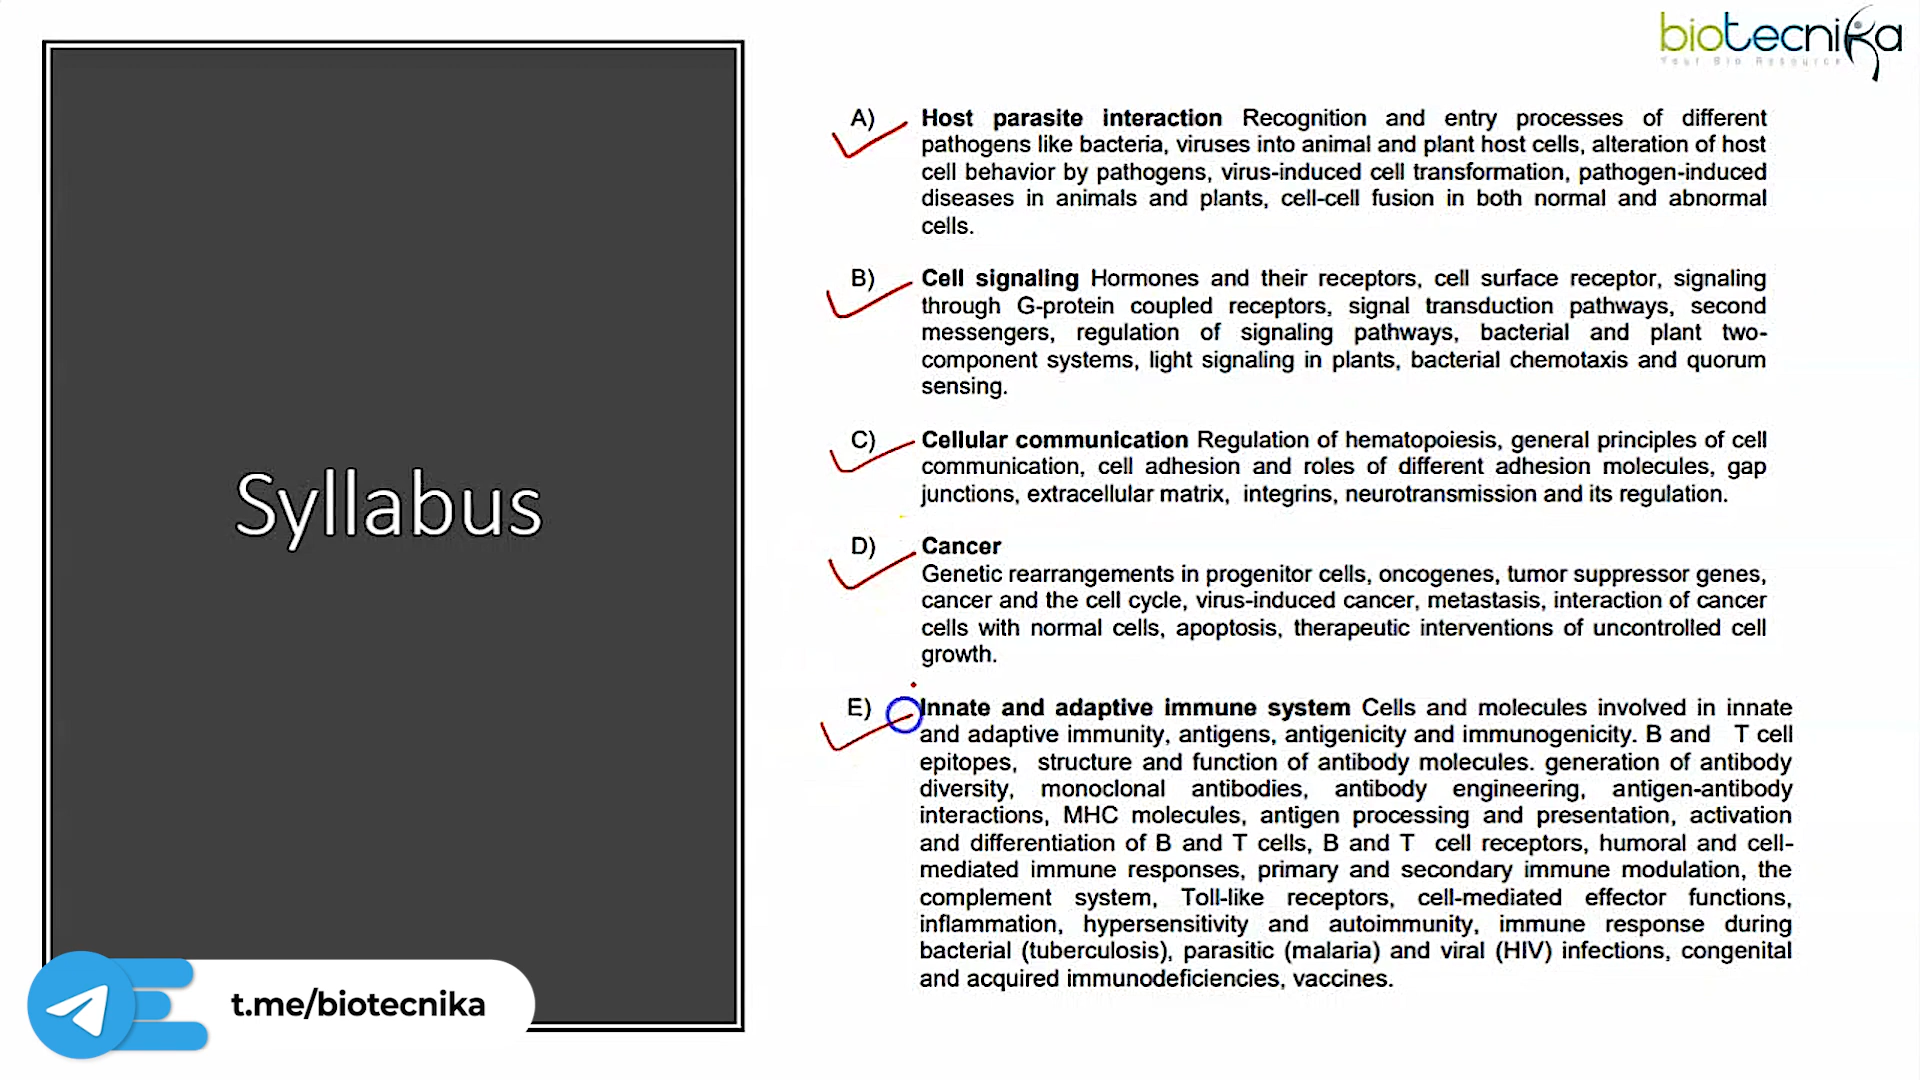 biotecnika
Your Bio Resource
Syllabus
A) Host parasite interaction Recognition and entry processes of different
pathogens like bacteria, viruses into animal and plant host cells, alteration of host
cell behavior by pathogens, virus-induced cell transformation, pathogen-induced
diseases in animals and plants, cell-cell fusion in both normal and abnormal
cells.
B) Cell signaling Hormones and their receptors, cell surface receptor, signaling
through G-protein coupled receptors, signal transduction pathways, second
messengers, regulation of signaling pathways, bacterial and plant two-
component systems, light signaling in plants, bacterial chemotaxis and quorum
sensing.
C) Cellular communication Regulation of hematopoiesis, general principles of cell
communication, cell adhesion and roles of different adhesion molecules, gap
junctions, extracellular matrix, integrins, neurotransmission and its regulation.
D) Cancer
Genetic rearrangements in progenitor cells, oncogenes, tumor suppressor genes,
cancer and the cell cycle, virus-induced cancer, metastasis, interaction of cancer
cells with normal cells, apoptosis, therapeutic interventions of uncontrolled cell
growth.
E) Innate and adaptive immune system Cells and molecules involved in innate
and adaptive immunity, antigens, antigenicity and immunogenicity. B and T cell
epitopes, structure and function of antibody molecules. generation of antibody
diversity, monoclonal antibodies, antibody engineering, antigen-antibody
interactions, MHC molecules, antigen processing and presentation, activation
and differentiation of B and T cells, B and T cell receptors, humoral and cell-
mediated immune responses, primary and secondary immune modulation, the
complement system, Toll-like receptors, cell-mediated effector functions,
inflammation, hypersensitivity and autoimmunity, immune response during
bacterial (tuberculosis), parasitic (malaria) and viral (HIV) infections, congenital
and acquired immunodeficiencies, vaccines.
t.me/biotecnika